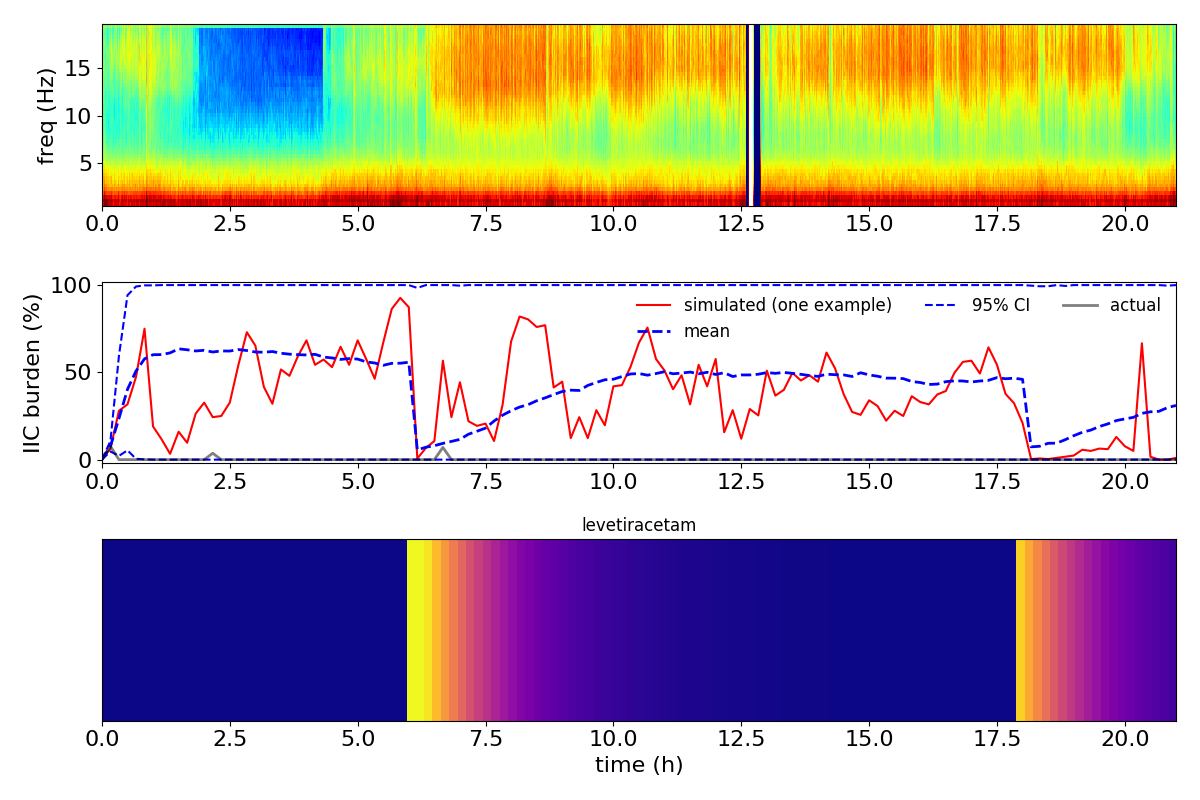 freq (Hz)
15
10
5
0.0 2.5 5.0 7.5 10.0 12.5 15.0 17.5 20.0
IIC burden (%)
100
50
0
simulated (one example)
mean
95% CI
actual
0.0 2.5 5.0 7.5 10.0 12.5 15.0 17.5 20.0
levetiracetam
0.0 2.5 5.0 7.5 10.0 12.5 15.0 17.5 20.0
time (h)